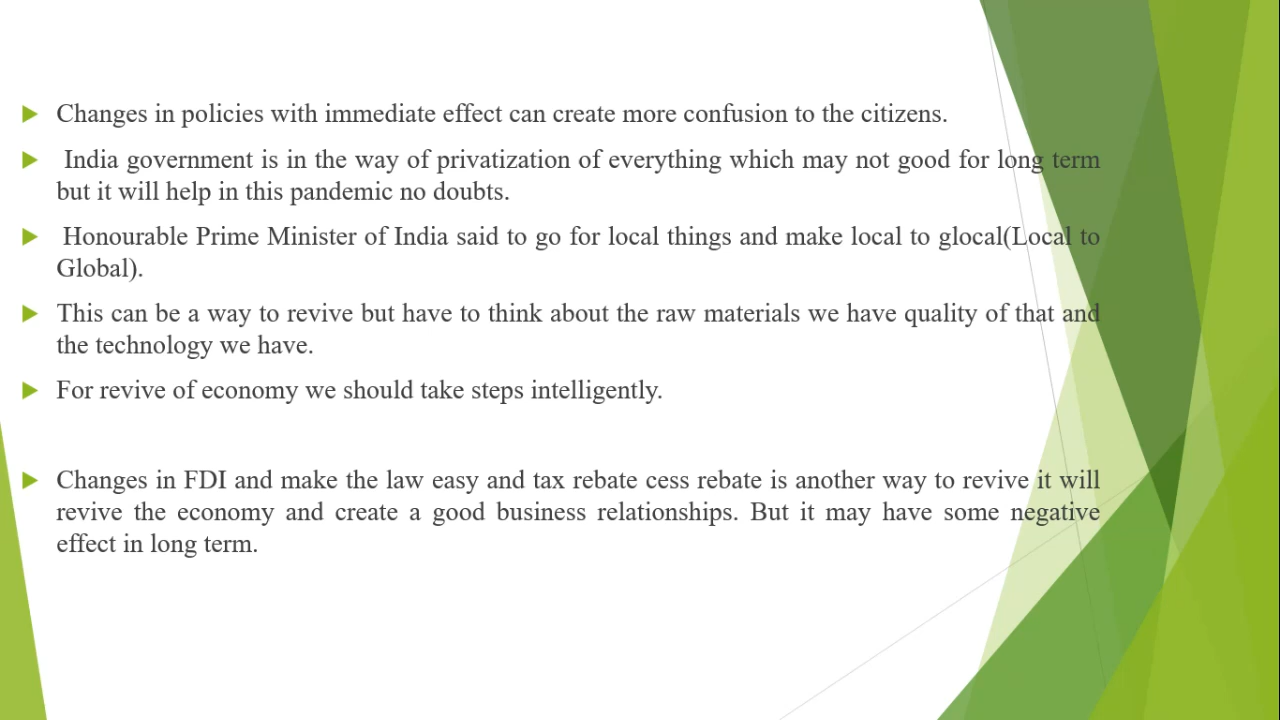 Changes in policies with immediate effect can create more confusion to the citizens.
India government is in the way of privatization of everything which may not good for long term
but it will help in this pandemic no doubts.
Honourable Prime Minister of India said to go for local things and make local to glocal(Local to
Global).
This can be a way to revive but have to think about the raw materials we have quality of that and
the technology we have.
For revive of economy we should take steps intelligently.
Changes in FDI and make the law easy and tax rebate cess rebate is another way to revive it will
revive the economy and create a good business relationships. But it may have some negative
effect in long term.